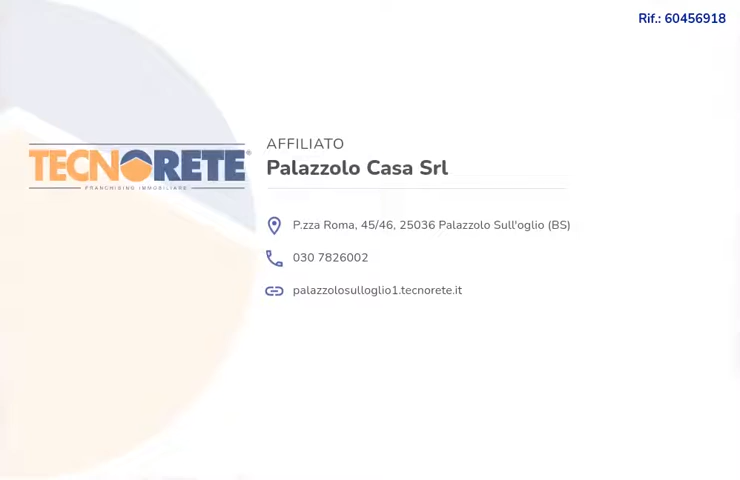 Rif.: 60456918
AFFILIATO
Palazzolo Casa Srl
TECNORETE®
FRANCHISING IMMOBILIARE
P.zza Roma, 45/46, 25036 Palazzolo Sull'oglio (BS)
030 7826002
palazzolosulloglio1.tecnorete.it